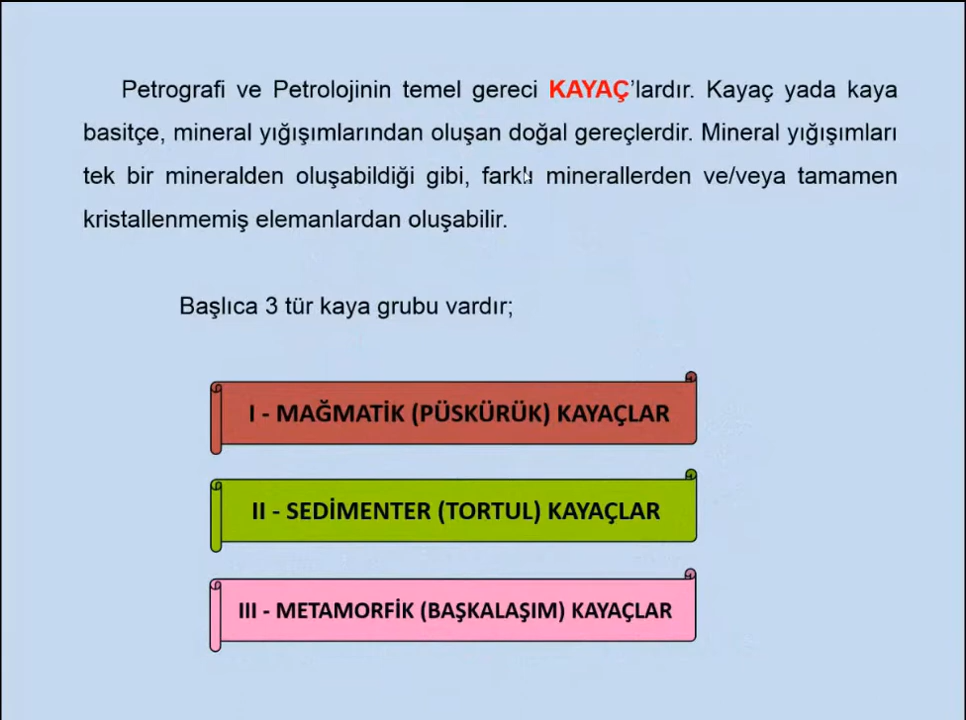 Petrografi ve Petrolojinin temel gereci KAYAÇ'lardır. Kayaç yada kaya
basitçe, mineral yığışımlarından oluşan doğal gereçlerdir. Mineral yığışımları
tek bir mineralden oluşabildiği gibi, farklı minerallerden ve/veya tamamen
kristallenmemiş elemanlardan oluşabilir.
Başlıca 3 tür kaya grubu vardır;
I - MAĞMATİK (PÜSKÜRÜK) KAYAÇLAR
II - SEDİMENTER (TORTUL) KAYAÇLAR
III - METAMORFİK (BAŞKALAŞIM) KAYAÇLAR